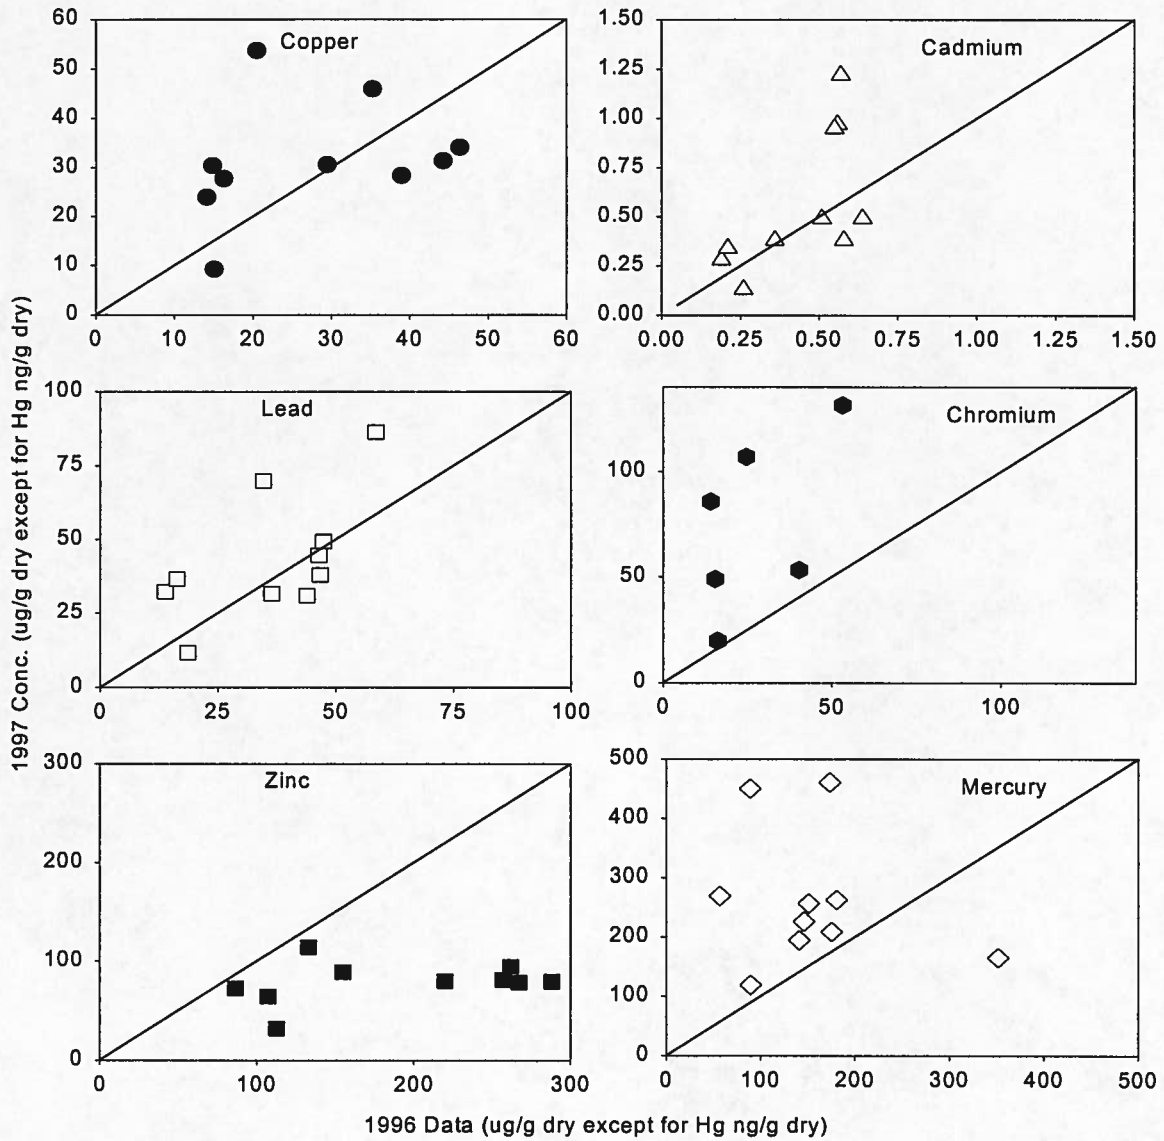 1997 Conc. (ug/g dry except for Hg ng/g dry)
Copper
60
50
40
30
20
10
0
0 10 20 30 40 50 60
Cadmium
1.50
1.25
1.00
0.75
0.50
0.25
0.00
0.00 0.25 0.50 0.75 1.00 1.25 1.50
Lead
100
75
50
25
0
0 25 50 75 100
Chromium
100
50
0
0 50 100
Zinc
300
200
100
0
0 100 200 300
Mercury
500
400
300
200
100
0
0 100 200 300 400 500
1996 Data (ug/g dry except for Hg ng/g dry)